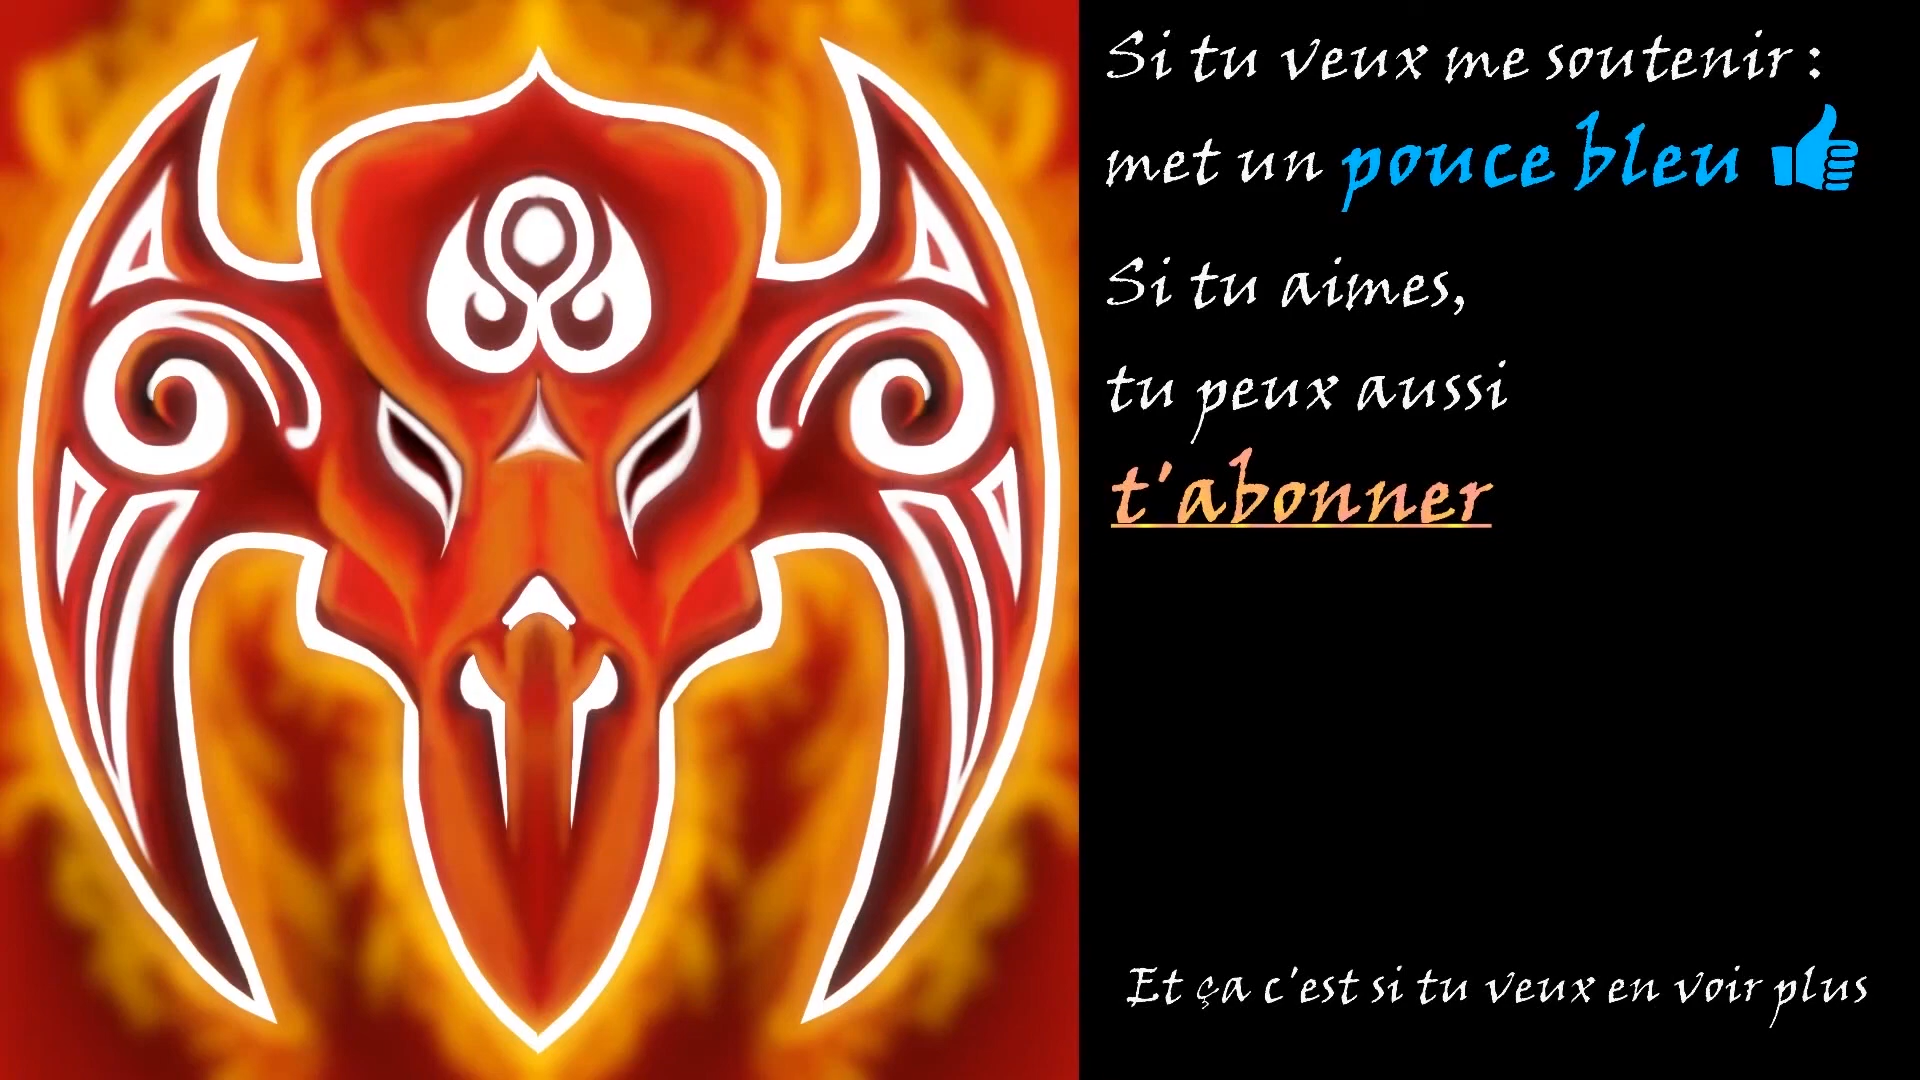 Si tu veux me soutenir :
met un pouce bleu
Si tu aimes,
tu peux aussi
t'abonner
Et ça c'est si tu veux en voir plus